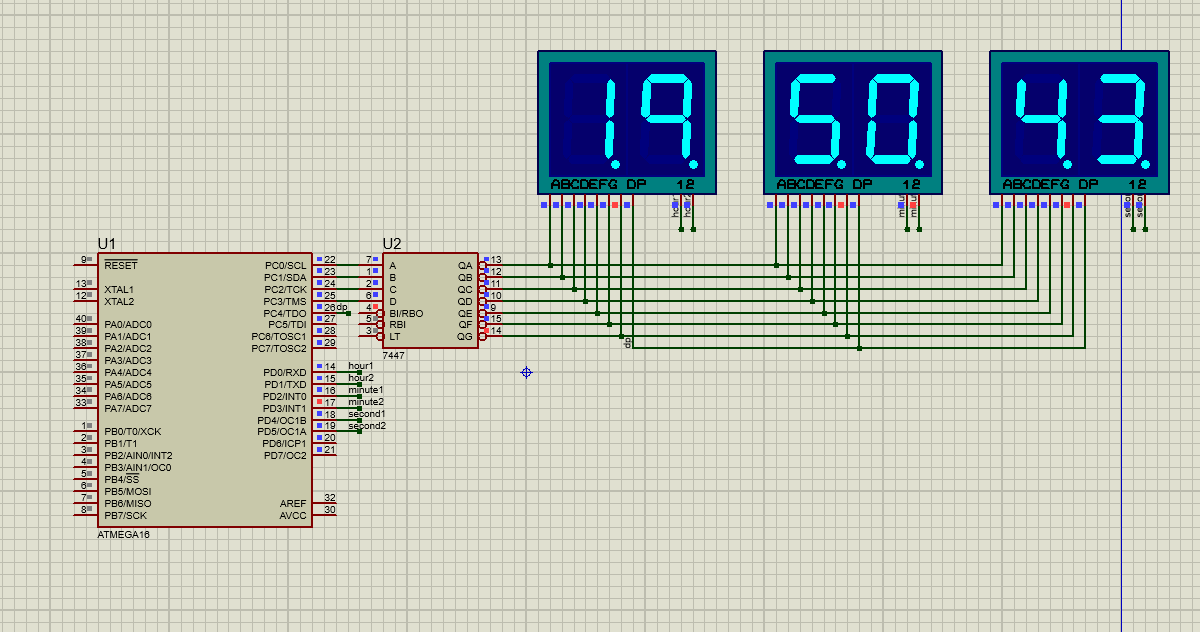 19
50
43
ABCDEFG DP 12
ABCDEFG DP 12
ABCDEFG DP 12
U1
U2
9 RESET
13 XTAL1
12 XTAL2
40 PA0/ADC0
39 PA1/ADC1
38 PA2/ADC2
37 PA3/ADC3
36 PA4/ADC4
35 PA5/ADC5
34 PA6/ADC6
33 PA7/ADC7
1 PB0/T0/XCK
2 PB1/T1
3 PB2/AIN0/INT2
4 PB3/AIN1/OC0
5 PB4/SS
6 PB5/MOSI
7 PB6/MISO
8 PB7/SCK
PC0/SCL 22
PC1/SDA 23
PC2/TCK 24
PC3/TMS 25
PC4/TDO 26 dp
PC5/TDI 27
PC6/TOSC1 28
PC7/TOSC2 29
PD0/RXD 14 hour1
PD1/TXD 15 hour2
PD2/INT0 16 minute1
PD3/INT1 17 minute2
PD4/OC1B 18 second1
PD5/OC1A 19 second2
PD6/ICP1 20
PD7/OC2 21
AREF 32
AVCC 30
ATMEGA16
7 A QA 13
1 B QB 12
2 C QC 11
6 D QD 10
4 BI/RBO QE 9
5 RBI QF 15
3 LT QG 14
7447
dp